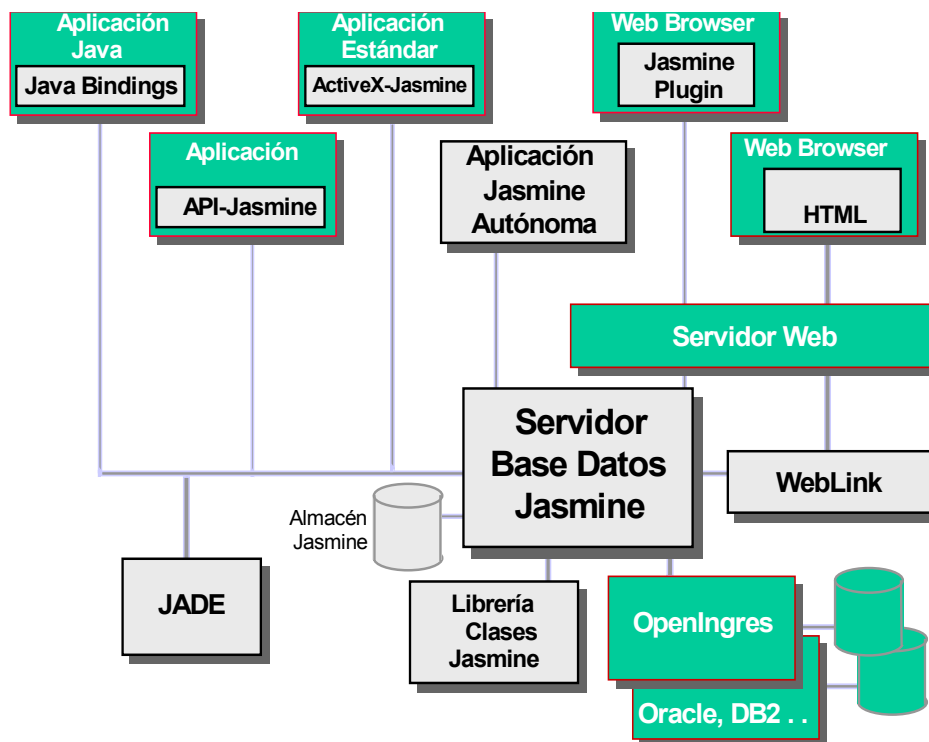 Aplicación
Java
Java Bindings
Aplicación
Estándar
ActiveX-Jasmine
Web Browser
Jasmine
Plugin
Aplicación
API-Jasmine
Aplicación
Jasmine
Autónoma
Web Browser
HTML
Servidor Web
Servidor
Base Datos
Jasmine
WebLink
Almacén
Jasmine
JADE
Librería
Clases
Jasmine
OpenIngres
Oracle, DB2 . .